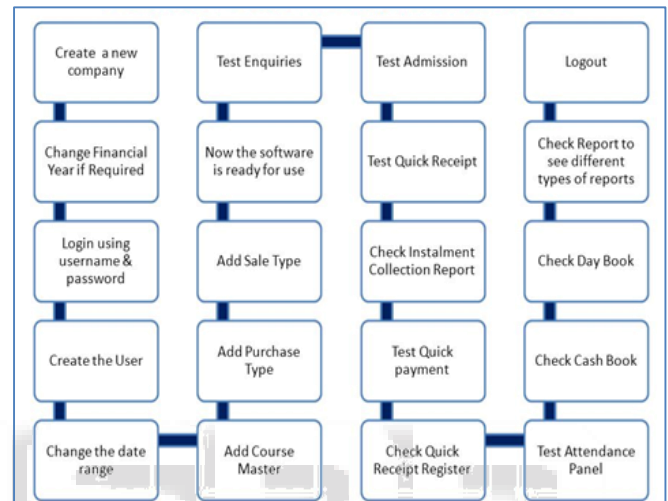 Create a new
company
Change Financial
Year if Required
Login using
username &
password
Create the User
Change the date
range
Add Course
Master
Add Purchase
Type
Add Sale Type
Now the software
is ready for use
Test Enquiries
Test Admission
Test Quick Receipt
Check Instalment
Collection Report
Test Quick
payment
Check Quick
Receipt Register
Test Attendance
Panel
Check Cash Book
Check Day Book
Check Report to
see different
types of reports
Logout